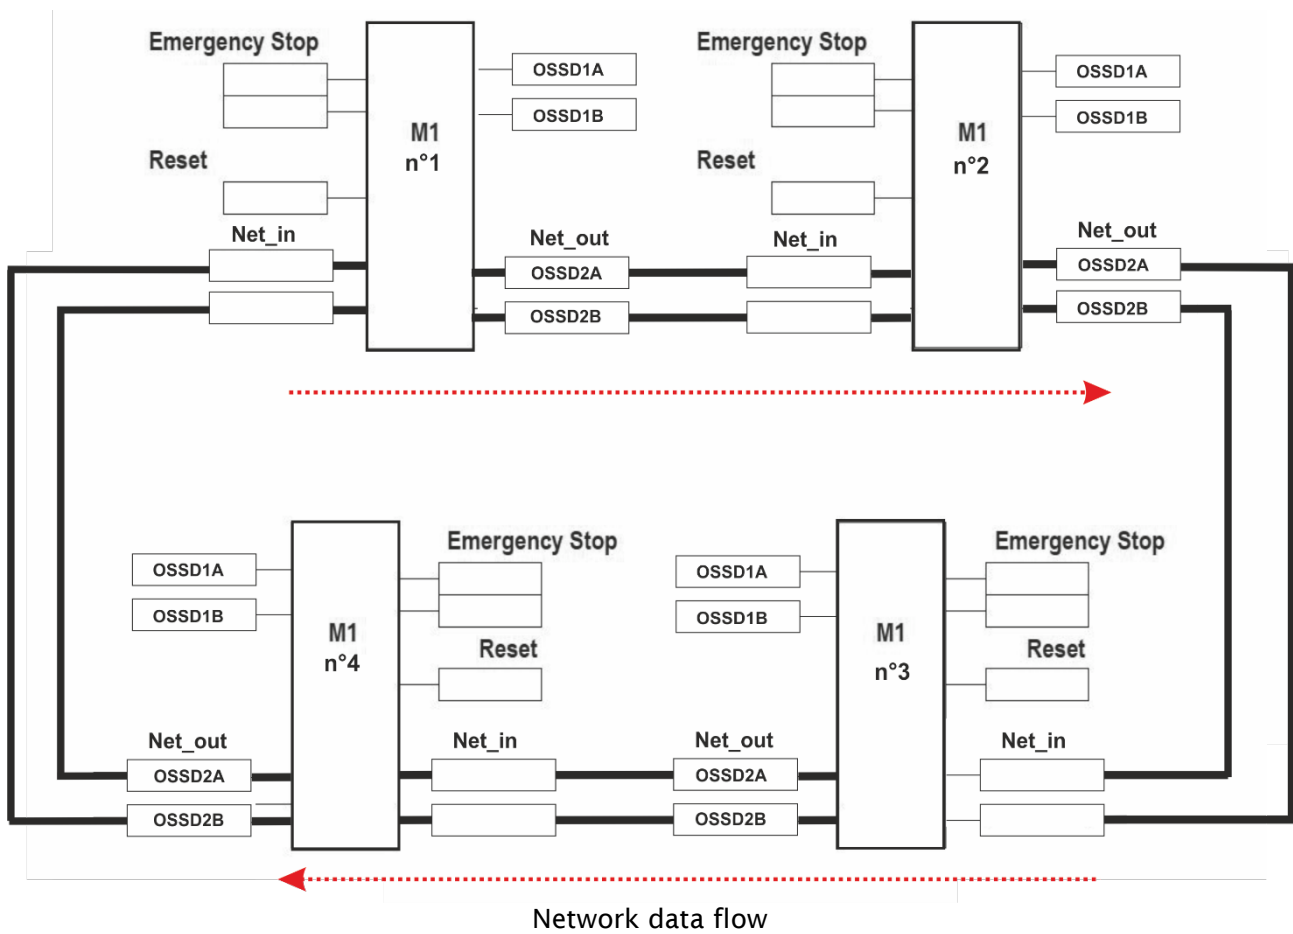 Emergency Stop
OSSD1A
OSSD1B
M1
n°1
Reset
Net_in
Net_out
OSSD2A
OSSD2B
Emergency Stop
OSSD1A
OSSD1B
M1
n°2
Reset
Net_in
Net_out
OSSD2A
OSSD2B
OSSD1A
OSSD1B
M1
n°4
Emergency Stop
Reset
Net_out
OSSD2A
OSSD2B
Net_in
OSSD1A
OSSD1B
M1
n°3
Emergency Stop
Reset
Net_out
OSSD2A
OSSD2B
Net_in
Network data flow